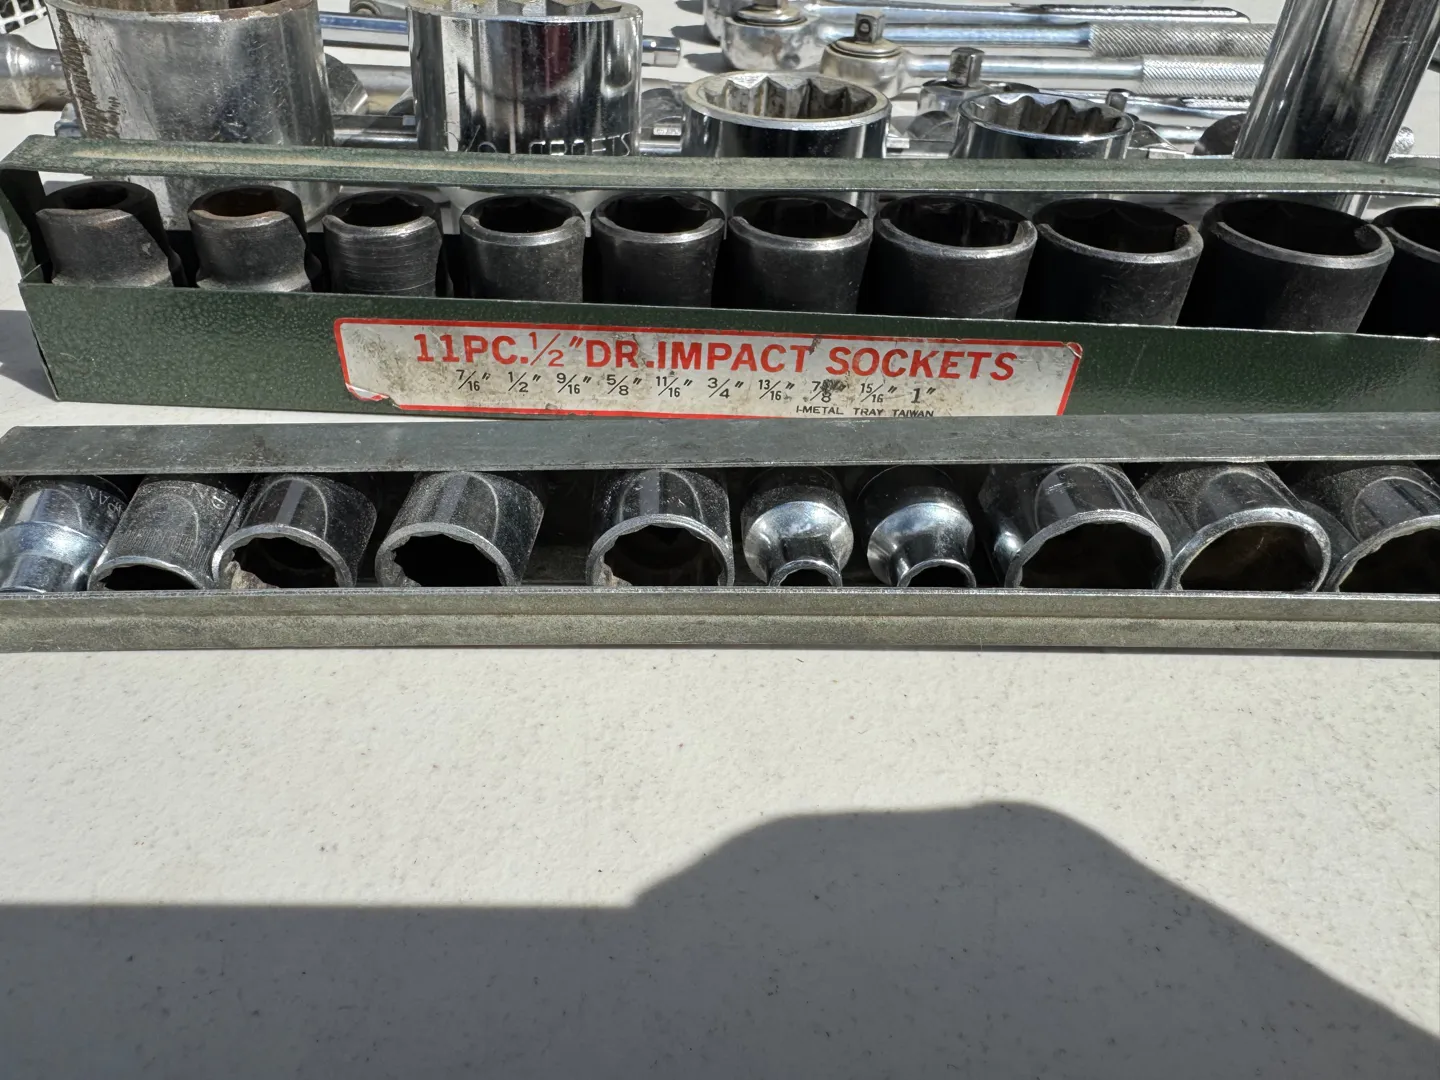 11PC. 1/2" DR. IMPACT SOCKETS
7/16" 1/2" 9/16" 5/8" 11/16" 3/4" 13/16" 7/8" 15/16" 1"
1-METAL TRAY TAIWAN